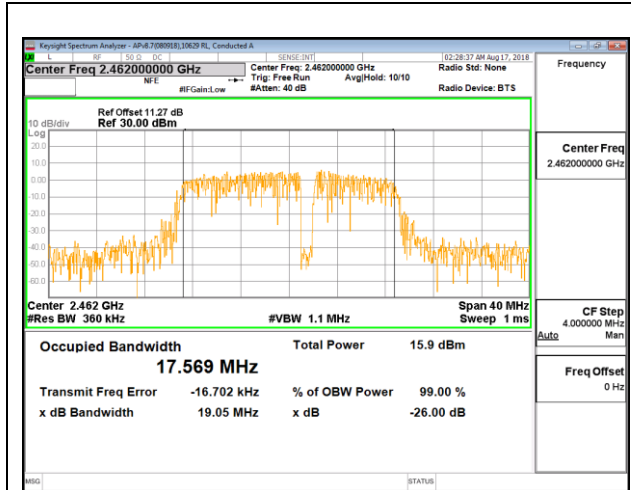 Keysight Spectrum Analyzer - APv8.7(080918),10629 RL, Conducted A
LXI L RF 50 Ω DC SENSE:INT 02:28:37 AM Aug 17, 2018
Center Freq 2.462000000 GHz
NFE
#IFGain:Low
Center Freq: 2.462000000 GHz
Trig: Free Run Avg|Hold: 10/10
#Atten: 40 dB
Radio Std: None
Radio Device: BTS
Frequency
Ref Offset 11.27 dB
10 dB/div Ref 30.00 dBm
Log
20.0
10.0
0.00
-10.0
-20.0
-30.0
-40.0
-50.0
-60.0
Center Freq
2.462000000 GHz
Center 2.462 GHz Span 40 MHz
#Res BW 360 kHz #VBW 1.1 MHz Sweep 1 ms
CF Step
4.000000 MHz
Auto Man
Occupied Bandwidth Total Power 15.9 dBm
17.569 MHz
Freq Offset
0 Hz
Transmit Freq Error -16.702 kHz % of OBW Power 99.00 %
x dB Bandwidth 19.05 MHz x dB -26.00 dB
MSG STATUS